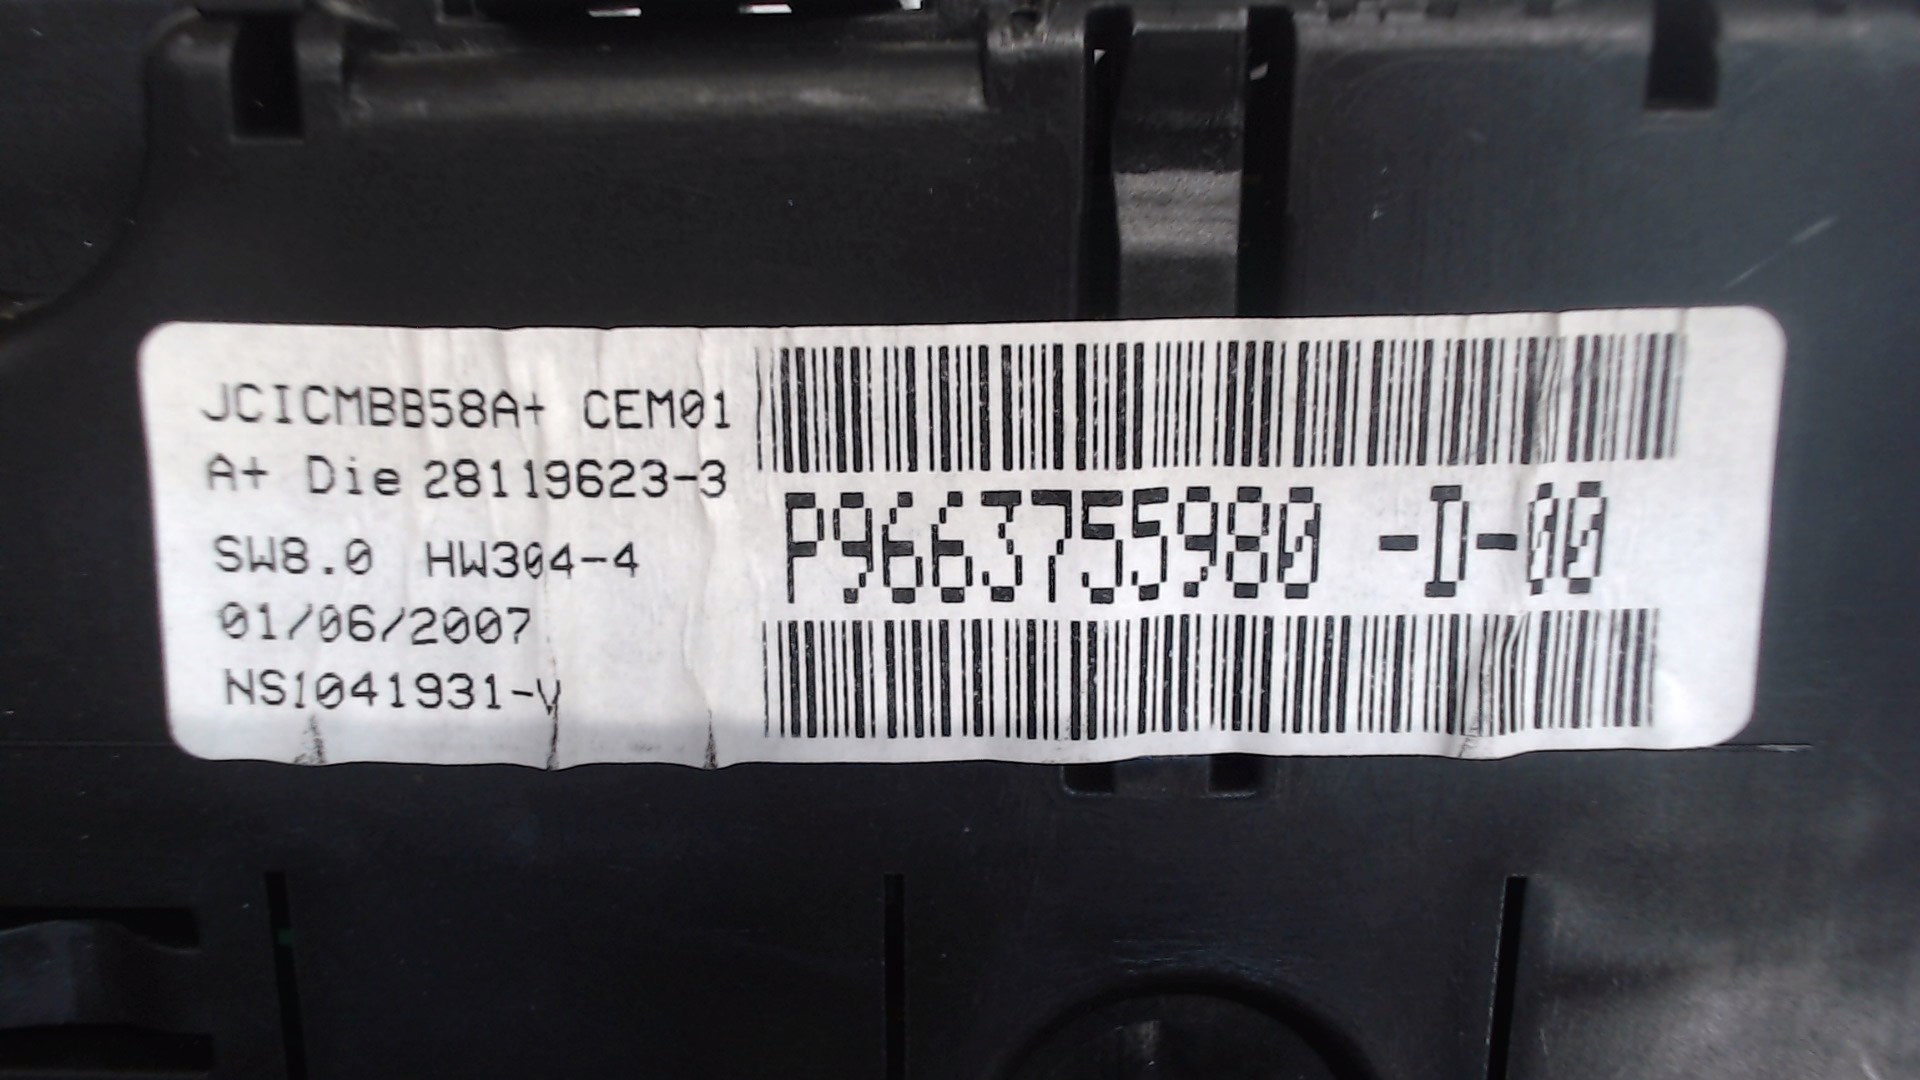 JCICMBB58A+ CEM01
A+ Die 28119623-3
SW8.0 HW304-4
01/06/2007
NS1041931-V
P9663755980 -D-00